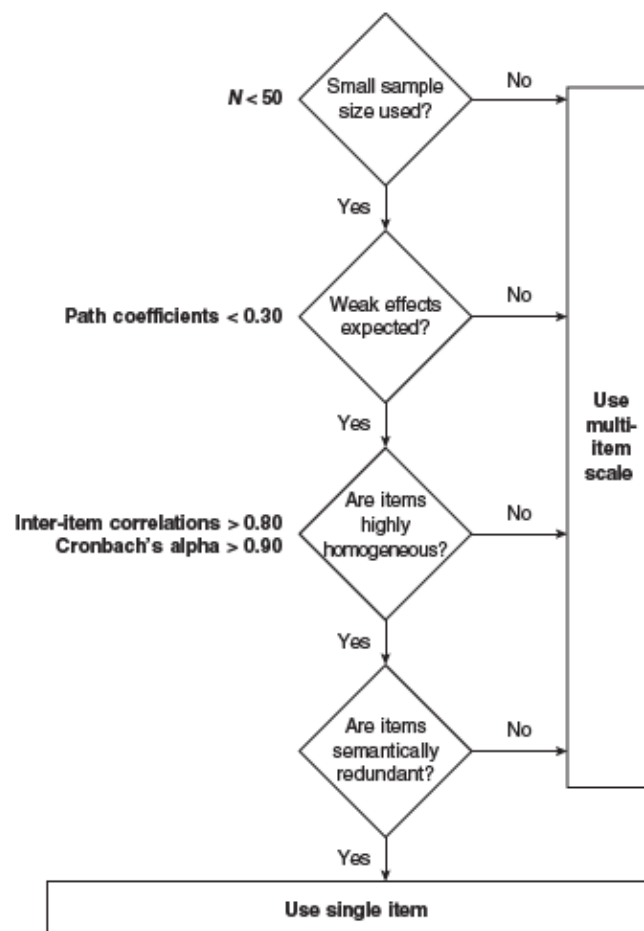 N < 50
Small sample
size used?
No
Yes
Path coefficients < 0.30
Weak effects
expected?
No
Yes
Use
multi-
item
scale
Inter-item correlations > 0.80
Cronbach's alpha > 0.90
Are items
highly
homogeneous?
No
Yes
Are items
semantically
redundant?
No
Yes
Use single item